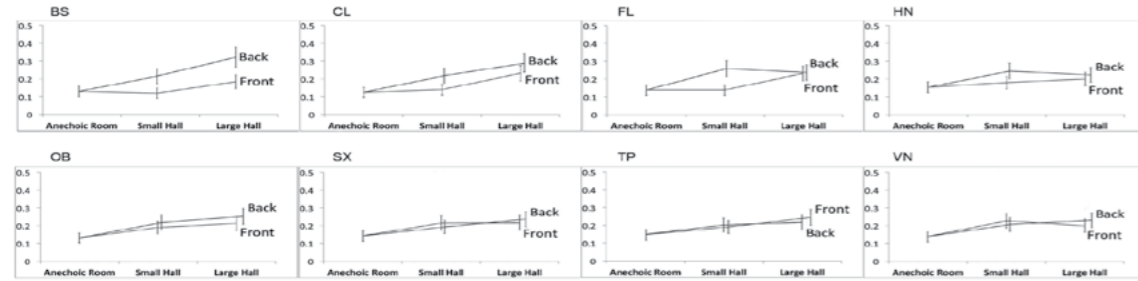 BS CL FL HN
0.5 0.5 0.5 0.5
0.4 0.4 0.4 0.4
0.3 0.3 0.3 0.3
0.2 0.2 0.2 0.2
0.1 0.1 0.1 0.1
0 0 0 0
Back Back Back Back
Front Front Front Front
Anechoic Room Small Hall Large Hall Anechoic Room Small Hall Large Hall Anechoic Room Small Hall Large Hall Anechoic Room Small Hall Large Hall
OB SX TP VN
0.5 0.5 0.5 0.5
0.4 0.4 0.4 0.4
0.3 0.3 0.3 0.3
0.2 0.2 0.2 0.2
0.1 0.1 0.1 0.1
0 0 0 0
Back Back Front Back
Front Front Back Front
Anechoic Room Small Hall Large Hall Anechoic Room Small Hall Large Hall Anechoic Room Small Hall Large Hall Anechoic Room Small Hall Large Hall